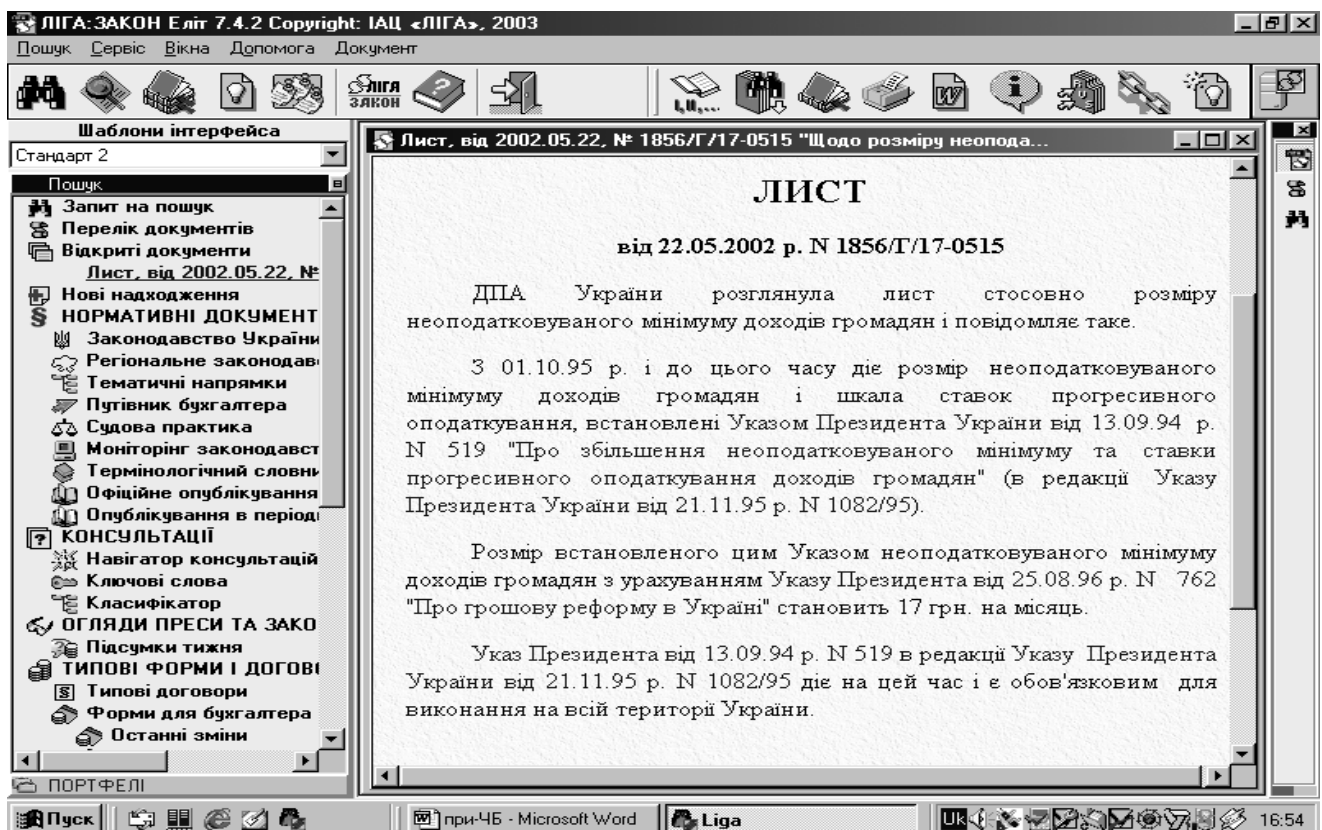 ЛІГА:ЗАКОН Еліт 7.4.2 Copyright: ІАЦ «ЛІГА», 2003
Пошук Сервіс Вікна Допомога Документ
Ліга ЗАКОН
І,ІІ,...
Шаблони інтерфейса
Стандарт 2
Пошук
Запит на пошук
Перелік документів
Відкриті документи
Лист, від 2002.05.22, №
Нові надходження
НОРМАТИВНІ ДОКУМЕНТ
Законодавство України
Регіональне законодав
Тематичні напрямки
Путівник бухгалтера
Судова практика
Моніторінг законодавст
Термінологічний словни
Офіційне опублікування
Опублікування в періоді
КОНСУЛЬТАЦІЇ
Навігатор консультацій
Ключові слова
Класифікатор
ОГЛЯДИ ПРЕСИ ТА ЗАКО
Підсумки тижня
ТИПОВІ ФОРМИ І ДОГОВ
Типові договори
Форми для бухгалтера
Останні зміни
ПОРТФЕЛІ
Лист, від 2002.05.22, № 1856/Г/17-0515 "Щодо розміру неопода...
ЛИСТ
від 22.05.2002 р. N 1856/Г/17-0515
ДПА України розглянула лист стосовно розміру
неоподатковуваного мінімуму доходів громадян і повідомляє таке.
З 01.10.95 р. і до цього часу діє розмір неоподатковуваного
мінімуму доходів громадян і шкала ставок прогресивного
оподаткування, встановлені Указом Президента України від 13.09.94 р.
N 519 "Про збільшення неоподатковуваного мінімуму та ставки
прогресивного оподаткування доходів громадян" (в редакції Указу
Президента України від 21.11.95 р. N 1082/95).
Розмір встановленого цим Указом неоподатковуваного мінімуму
доходів громадян з урахуванням Указу Президента від 25.08.96 р. N 762
"Про грошову реформу в Україні" становить 17 грн. на місяць.
Указ Президента від 13.09.94 р. N 519 в редакції Указу Президента
України від 21.11.95 р. N 1082/95 діє на цей час і є обов'язковим для
виконання на всій території України.
Пуск
при-ЧБ - Microsoft Word
Liga
Uk
16:54